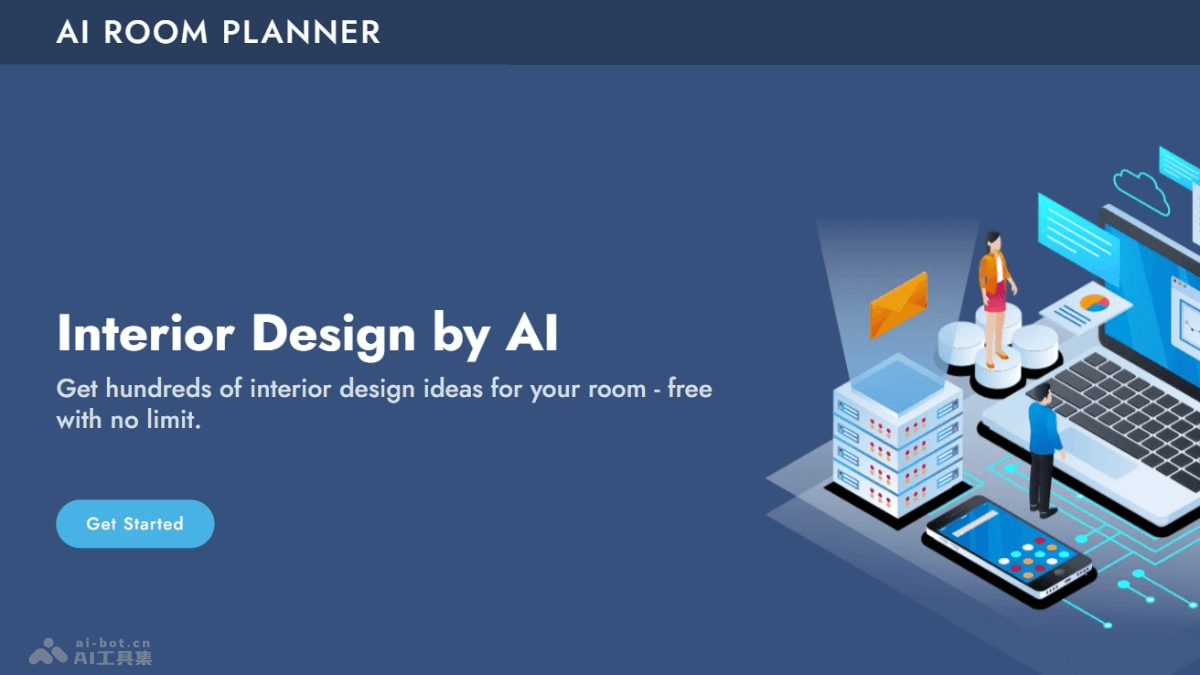 AI ROOM PLANNER
Interior Design by AI
Get hundreds of interior design ideas for your room - free
with no limit.
Get Started
ai-bot.cn
AI工具集